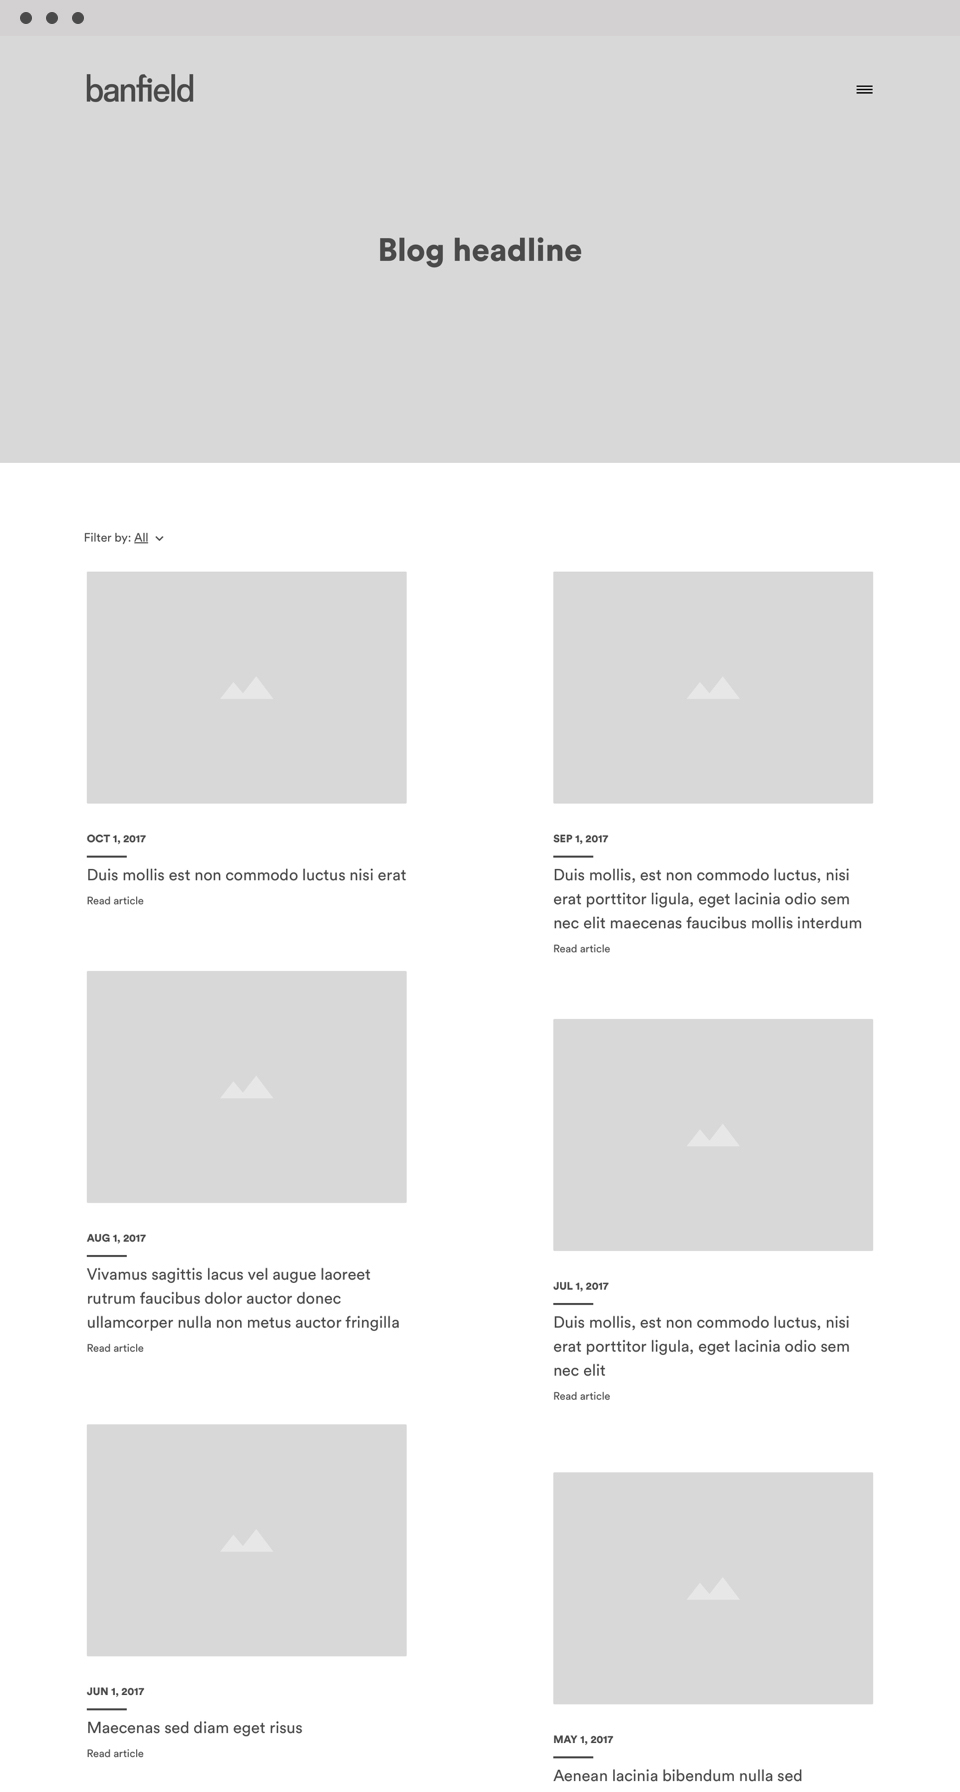 banfield
Blog headline
Filter by: All
OCT 1, 2017
Duis mollis est non commodo luctus nisi erat
Read article
SEP 1, 2017
Duis mollis, est non commodo luctus, nisi
erat porttitor ligula, eget lacinia odio sem
nec elit maecenas faucibus mollis interdum
Read article
AUG 1, 2017
Vivamus sagittis lacus vel augue laoreet
rutrum faucibus dolor auctor donec
ullamcorper nulla non metus auctor fringilla
Read article
JUL 1, 2017
Duis mollis, est non commodo luctus, nisi
erat porttitor ligula, eget lacinia odio sem
nec elit
Read article
JUN 1, 2017
Maecenas sed diam eget risus
Read article
MAY 1, 2017
Aenean lacinia bibendum nulla sed